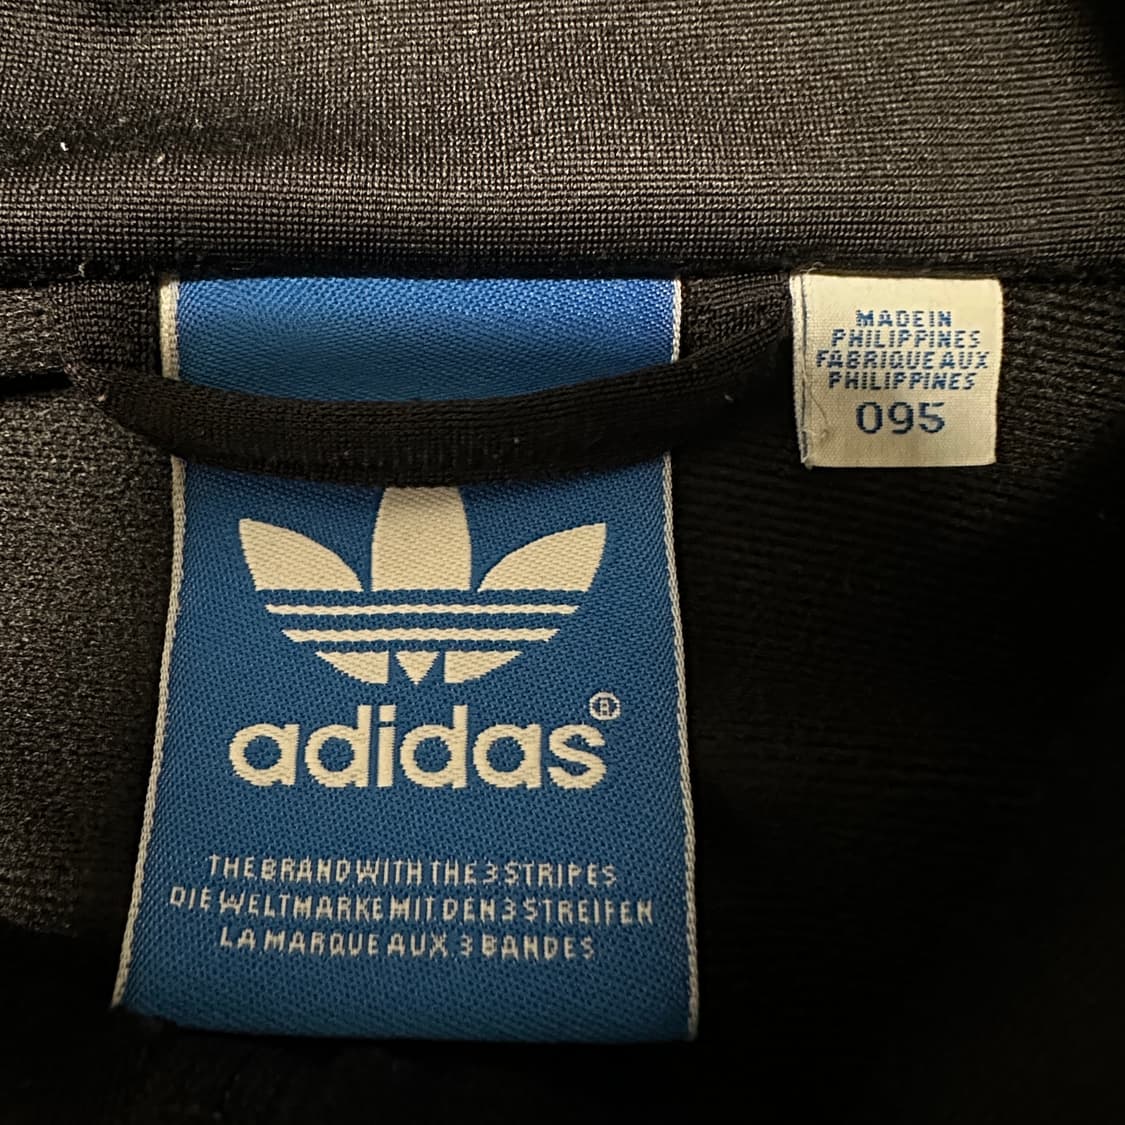 adidas®
THE BRAND WITH THE 3 STRIPES
DIE WELTMARKE MIT DEN 3 STREIFEN
LA MARQUE AUX 3 BANDES
MADE IN
PHILIPPINES
FABRIQUE AUX
PHILIPPINES
095